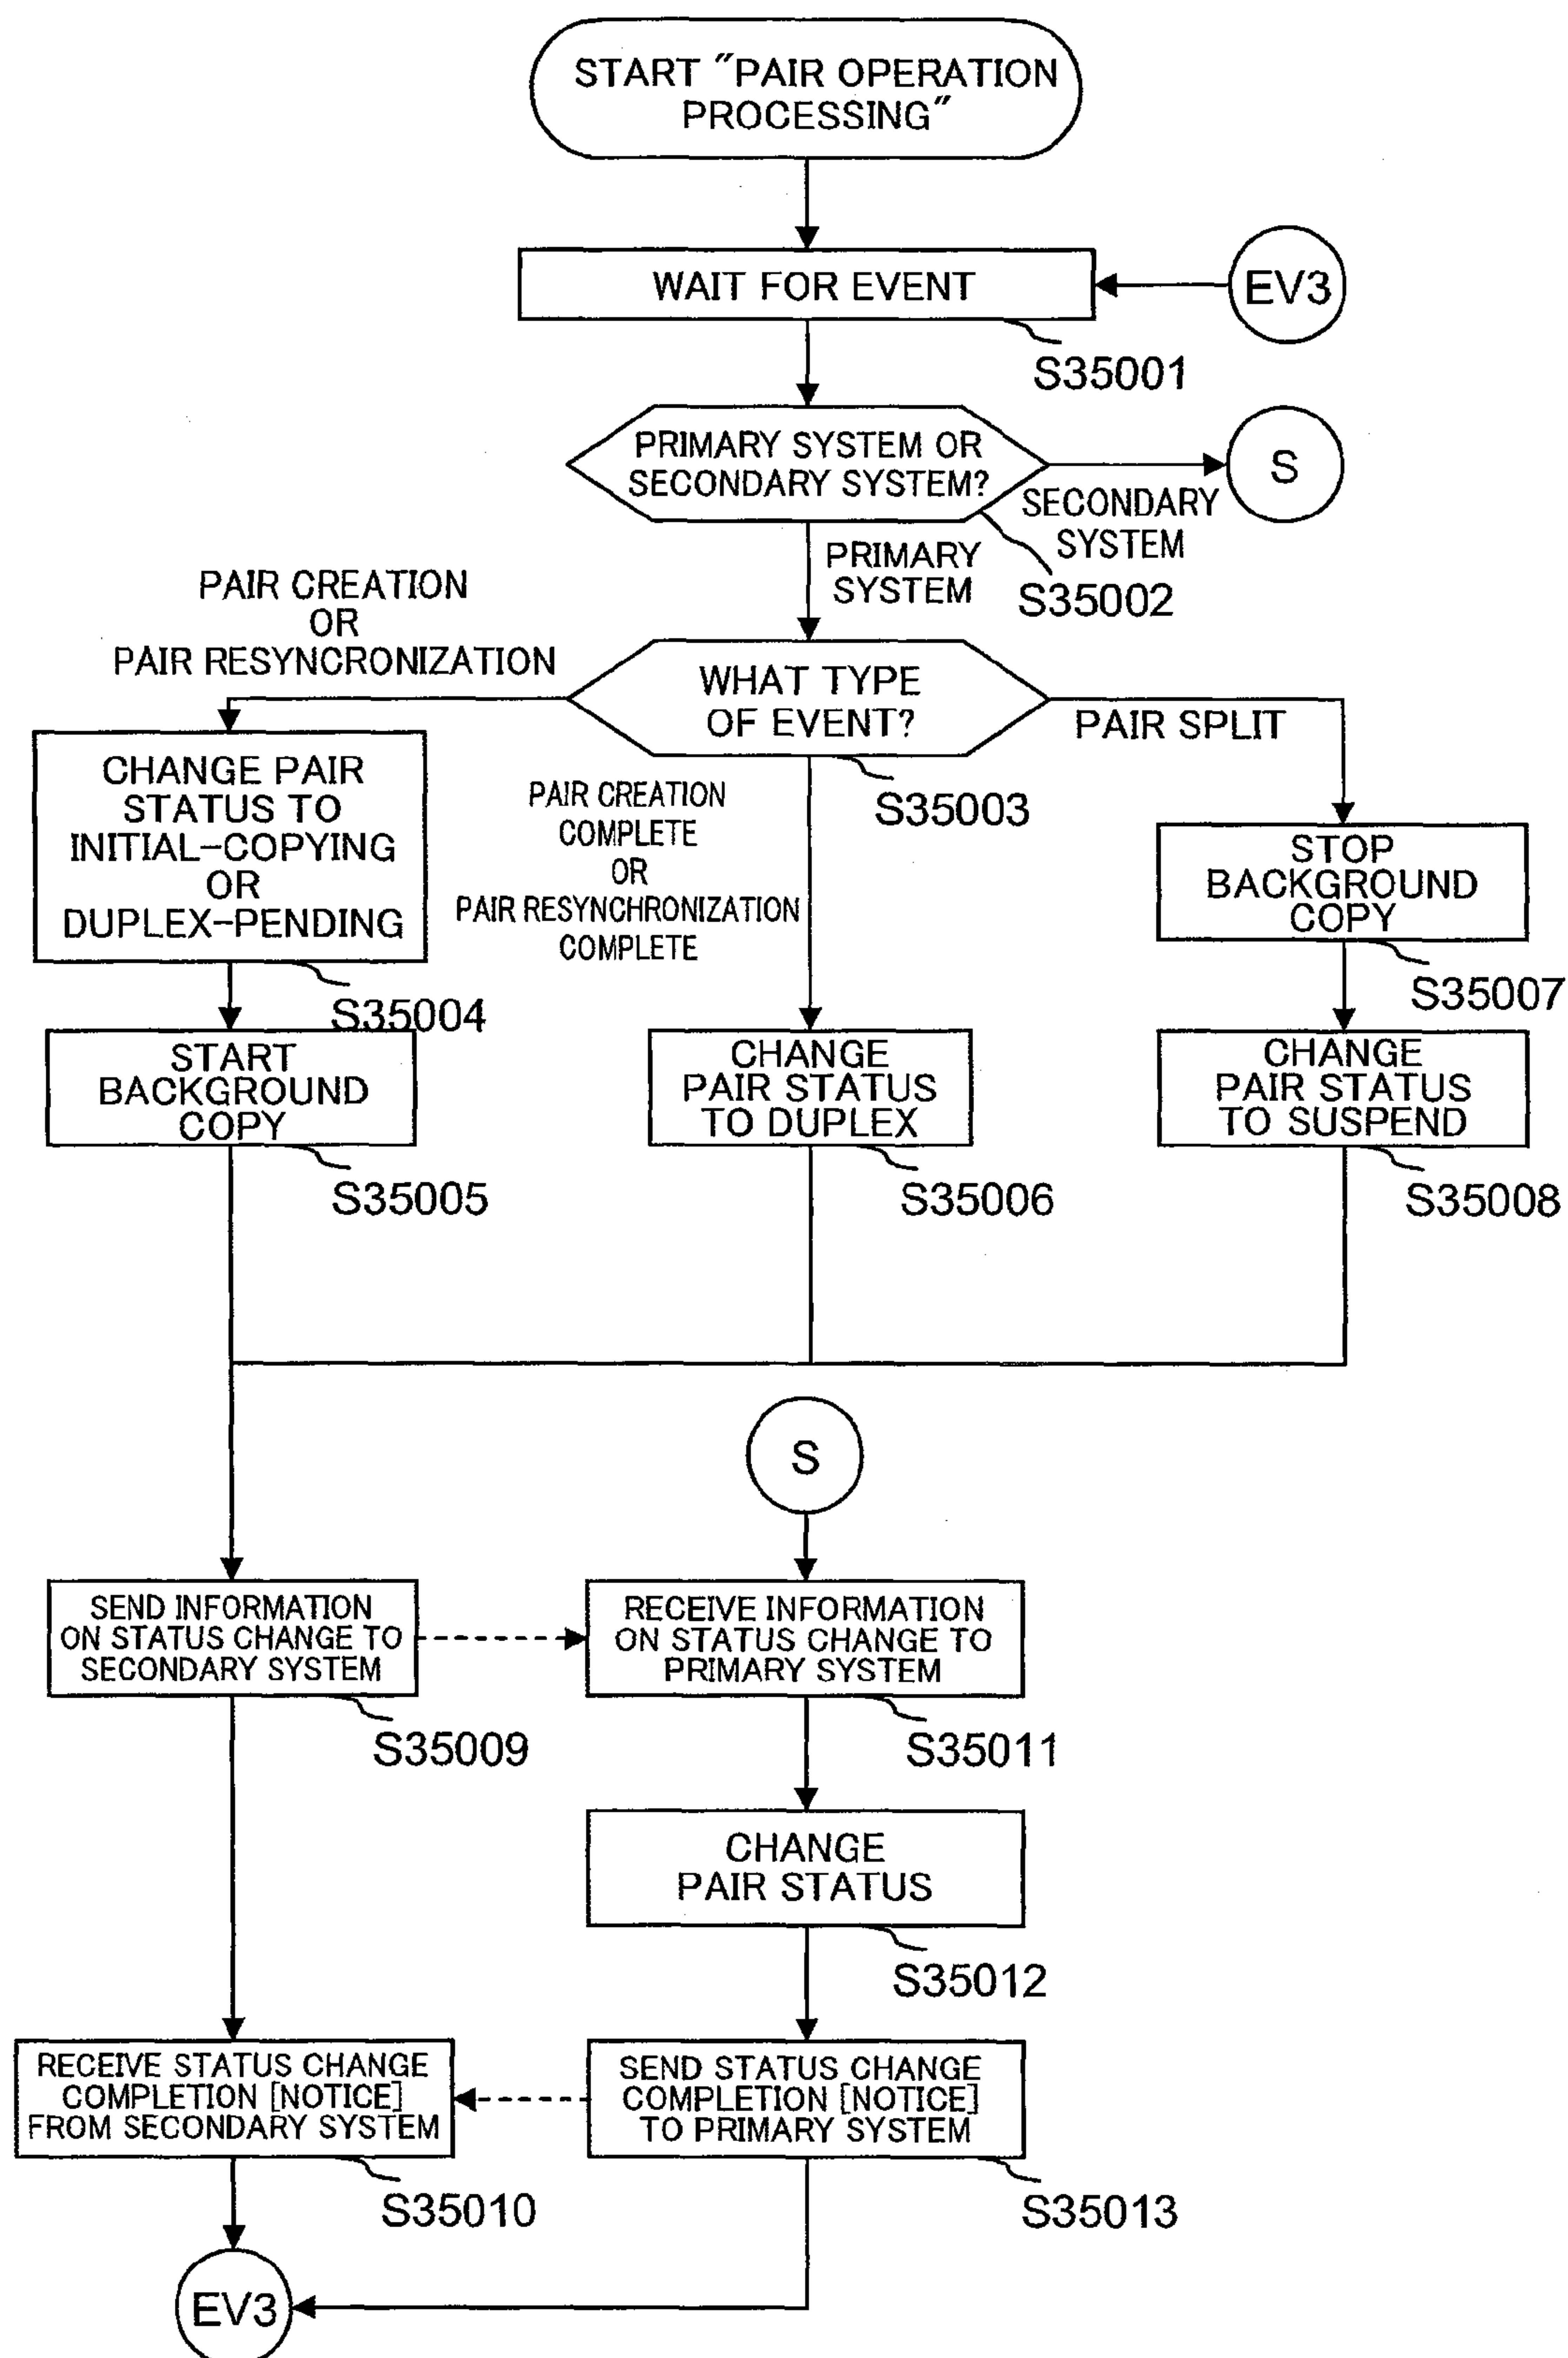 START "PAIR OPERATION
PROCESSING"
WAIT FOR EVENT
EV3
S35001
PRIMARY SYSTEM OR
SECONDARY SYSTEM?
S
SECONDARY
SYSTEM
PRIMARY
SYSTEM
S35002
PAIR CREATION
OR
PAIR RESYNCRONIZATION
WHAT TYPE
OF EVENT?
PAIR SPLIT
S35003
CHANGE PAIR
STATUS TO
INITIAL-COPYING
OR
DUPLEX-PENDING
S35004
PAIR CREATION
COMPLETE
OR
PAIR RESYNCHRONIZATION
COMPLETE
STOP
BACKGROUND
COPY
S35007
START
BACKGROUND
COPY
S35005
CHANGE
PAIR STATUS
TO DUPLEX
S35006
CHANGE
PAIR STATUS
TO SUSPEND
S35008
S
SEND INFORMATION
ON STATUS CHANGE TO
SECONDARY SYSTEM
S35009
RECEIVE INFORMATION
ON STATUS CHANGE TO
PRIMARY SYSTEM
S35011
CHANGE
PAIR STATUS
S35012
RECEIVE STATUS CHANGE
COMPLETION [NOTICE]
FROM SECONDARY SYSTEM
S35010
SEND STATUS CHANGE
COMPLETION [NOTICE]
TO PRIMARY SYSTEM
S35013
EV3